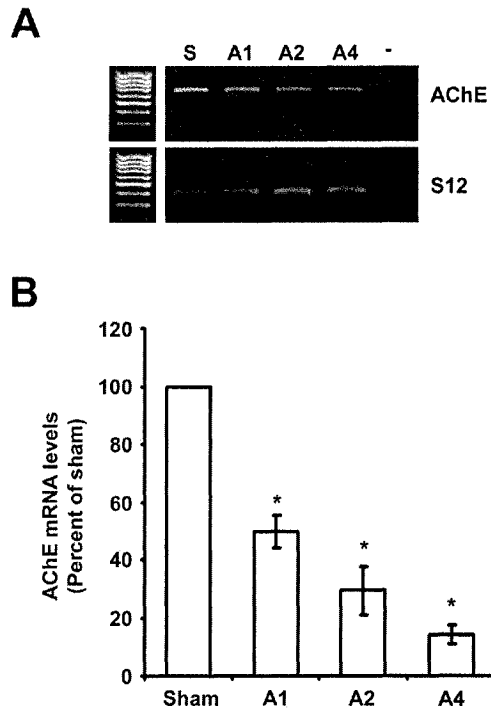 A
S A1 A2 A4 -
AChE
S12
B
AChE mRNA levels
(Percent of sham)
120
100
80
60
40
20
0
*
*
*
Sham A1 A2 A4